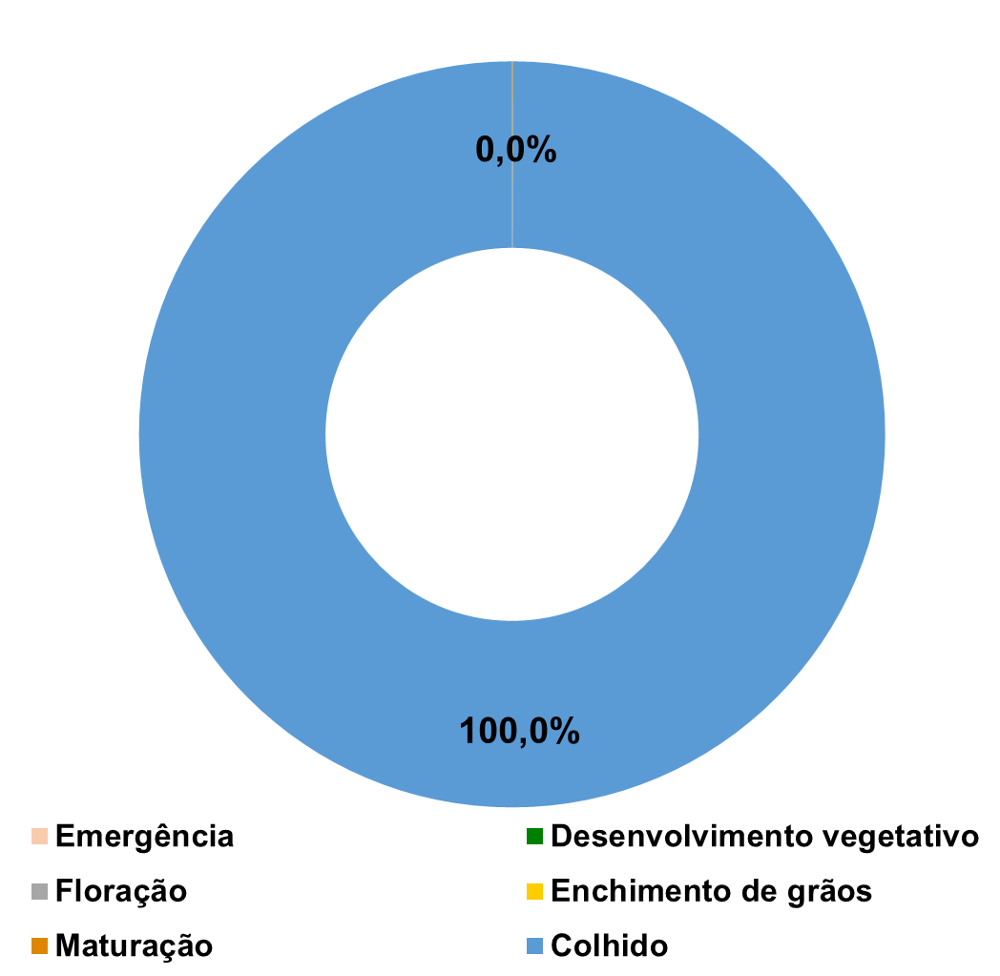 0,0%
100,0%
Emergência
Desenvolvimento vegetativo
Floração
Enchimento de grãos
Maturação
Colhido